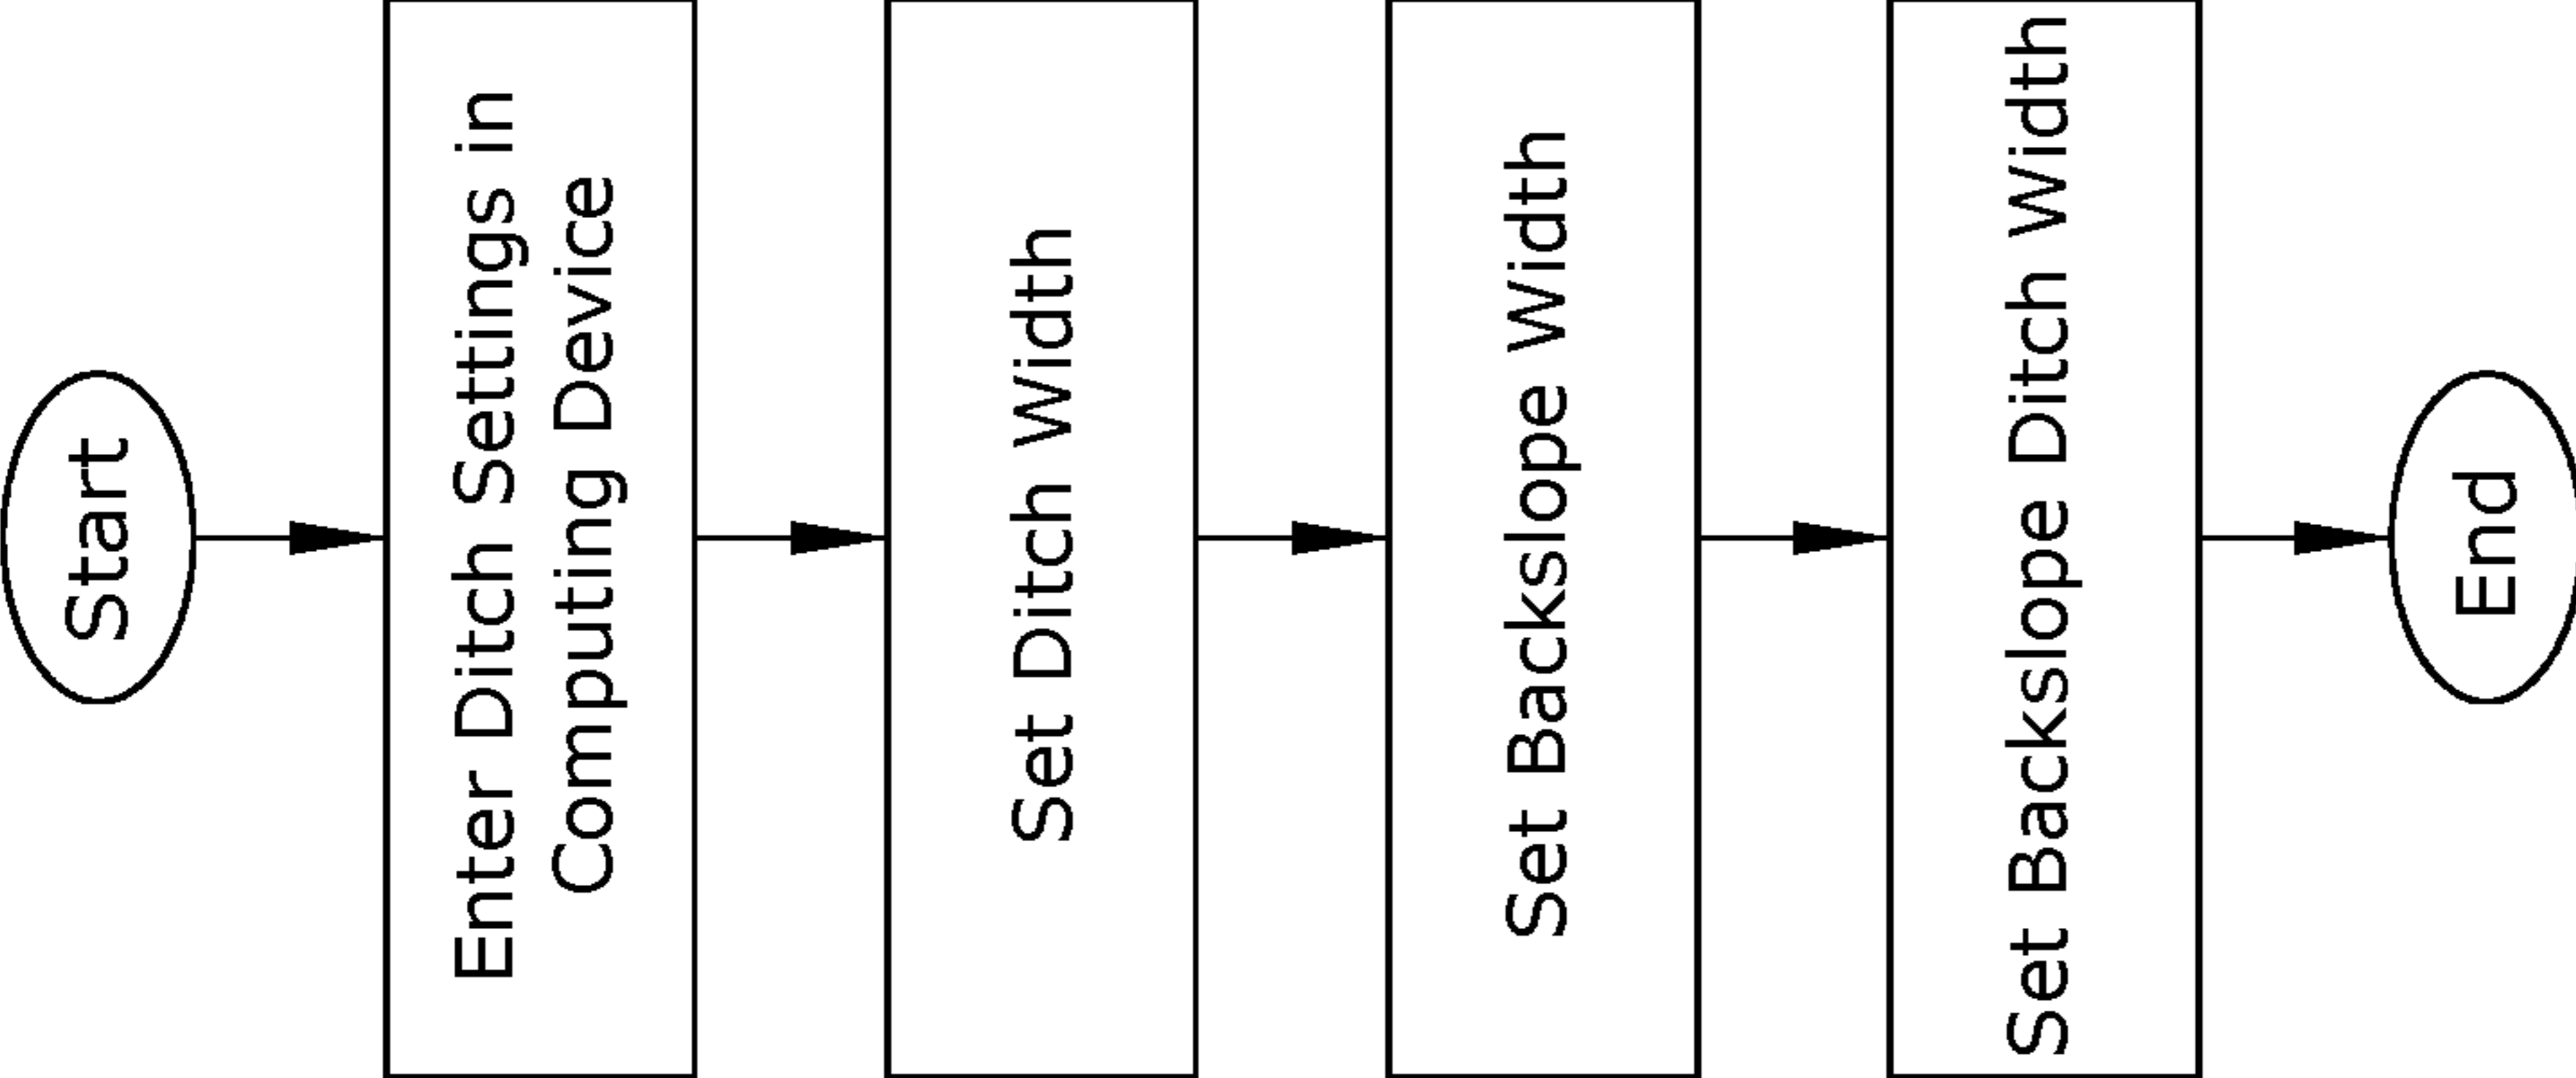 Start
Enter Ditch Settings in
Computing Device
Set Ditch Width
Set Backslope Width
Set Backslope Ditch Width
End